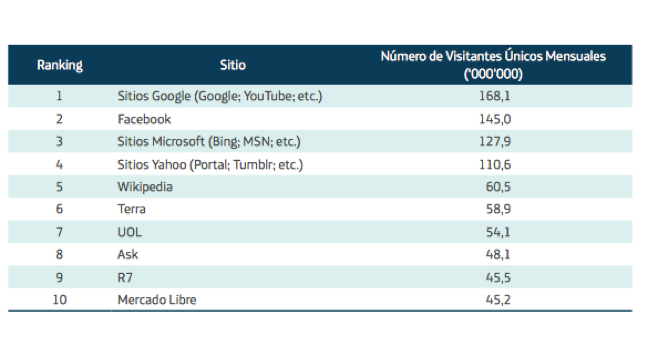 Ranking Sitio Número de Visitantes Únicos Mensuales
('000'000)
1 Sitios Google (Google; YouTube; etc.) 168,1
2 Facebook 145,0
3 Sitios Microsoft (Bing; MSN; etc.) 127,9
4 Sitios Yahoo (Portal; Tumblr; etc.) 110,6
5 Wikipedia 60,5
6 Terra 58,9
7 UOL 54,1
8 Ask 48,1
9 R7 45,5
10 Mercado Libre 45,2